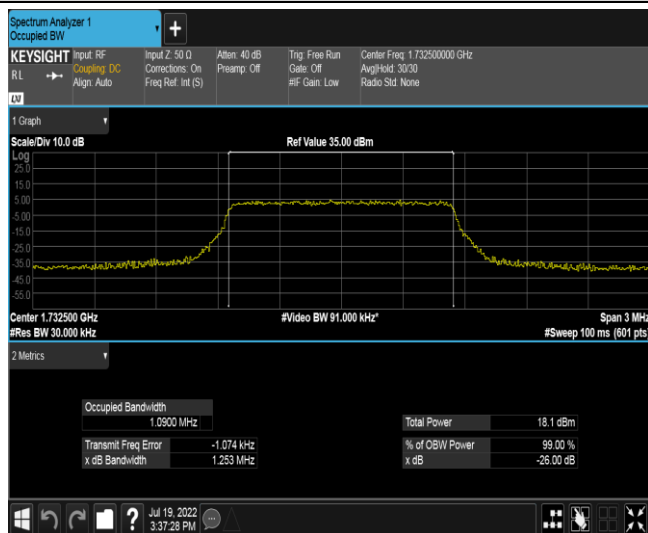 Spectrum Analyzer 1
Occupied BW
+
KEYSIGHT
RL
LXI
Input: RF
Coupling: DC
Align: Auto
Input Z: 50 Ω
Corrections: On
Freq Ref: Int (S)
Atten: 40 dB
Preamp: Off
Trig: Free Run
Gate: Off
#IF Gain: Low
Center Freq: 1.732500000 GHz
Avg|Hold: 30/30
Radio Std: None
1 Graph
Scale/Div 10.0 dB
Ref Value 35.00 dBm
Log
25.0
15.0
5.00
-5.00
-15.0
-25.0
-35.0
-45.0
-55.0
Center 1.732500 GHz
#Video BW 91.000 kHz*
Span 3 MHz
#Res BW 30.000 kHz
#Sweep 100 ms (601 pts)
2 Metrics
Occupied Bandwidth
1.0900 MHz
Total Power 18.1 dBm
Transmit Freq Error -1.074 kHz
% of OBW Power 99.00 %
x dB Bandwidth 1.253 MHz
x dB -26.00 dB
?
Jul 19, 2022
3:37:28 PM